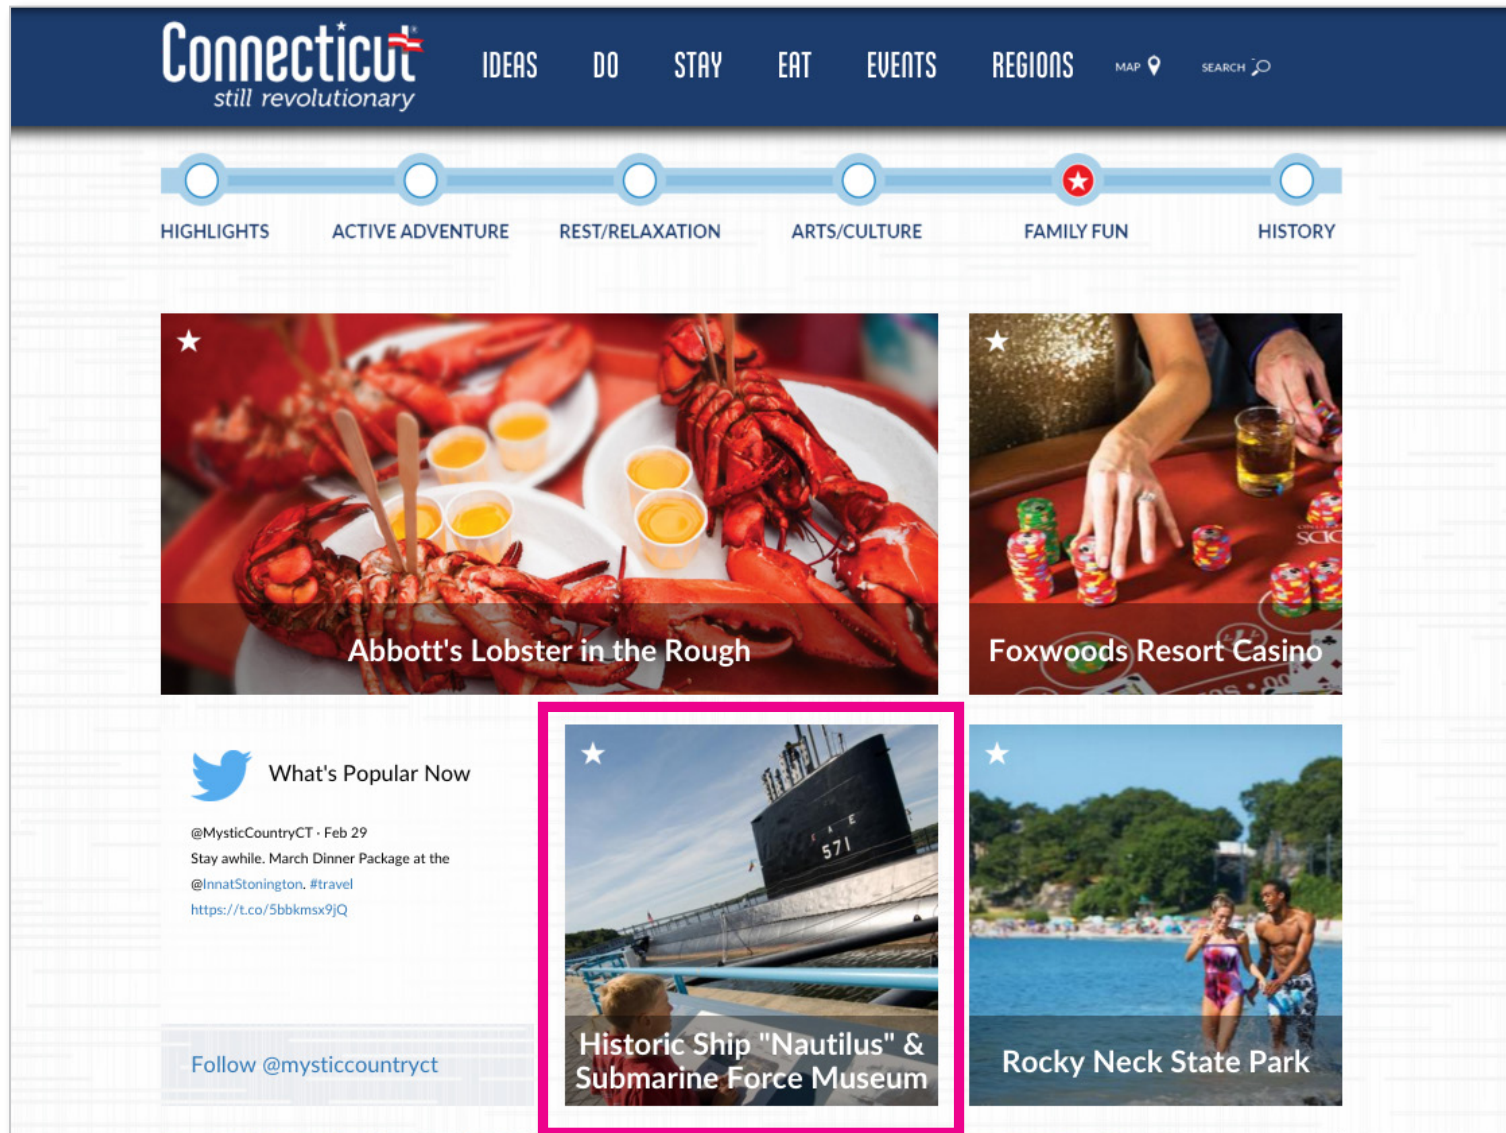 Connecticut
still revolutionary
IDEAS DO STAY EAT EVENTS REGIONS MAP SEARCH
HIGHLIGHTS ACTIVE ADVENTURE REST/RELAXATION ARTS/CULTURE FAMILY FUN HISTORY
Abbott's Lobster in the Rough
Foxwoods Resort Casino
What's Popular Now
@MysticCountryCT · Feb 29
Stay awhile. March Dinner Package at the
@InnatStonington. #travel
https://t.co/5bbkmsx9jQ
Follow @mysticcountryct
571
Historic Ship "Nautilus" &
Submarine Force Museum
Rocky Neck State Park